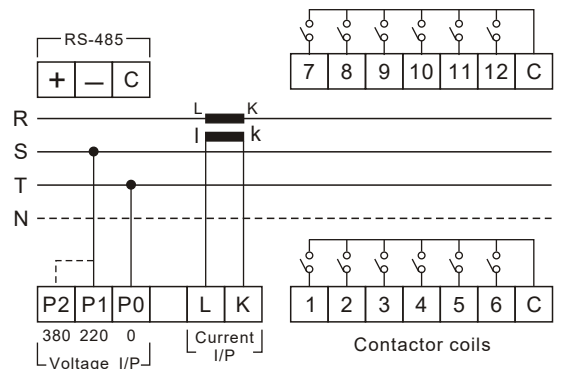 RS-485
+ — C
7 8 9 10 11 12 C
L K
R
l k
S
T
N
P2 P1 P0 L K
1 2 3 4 5 6 C
380 220 0
Current
I/P
Voltage I/P
Contactor coils